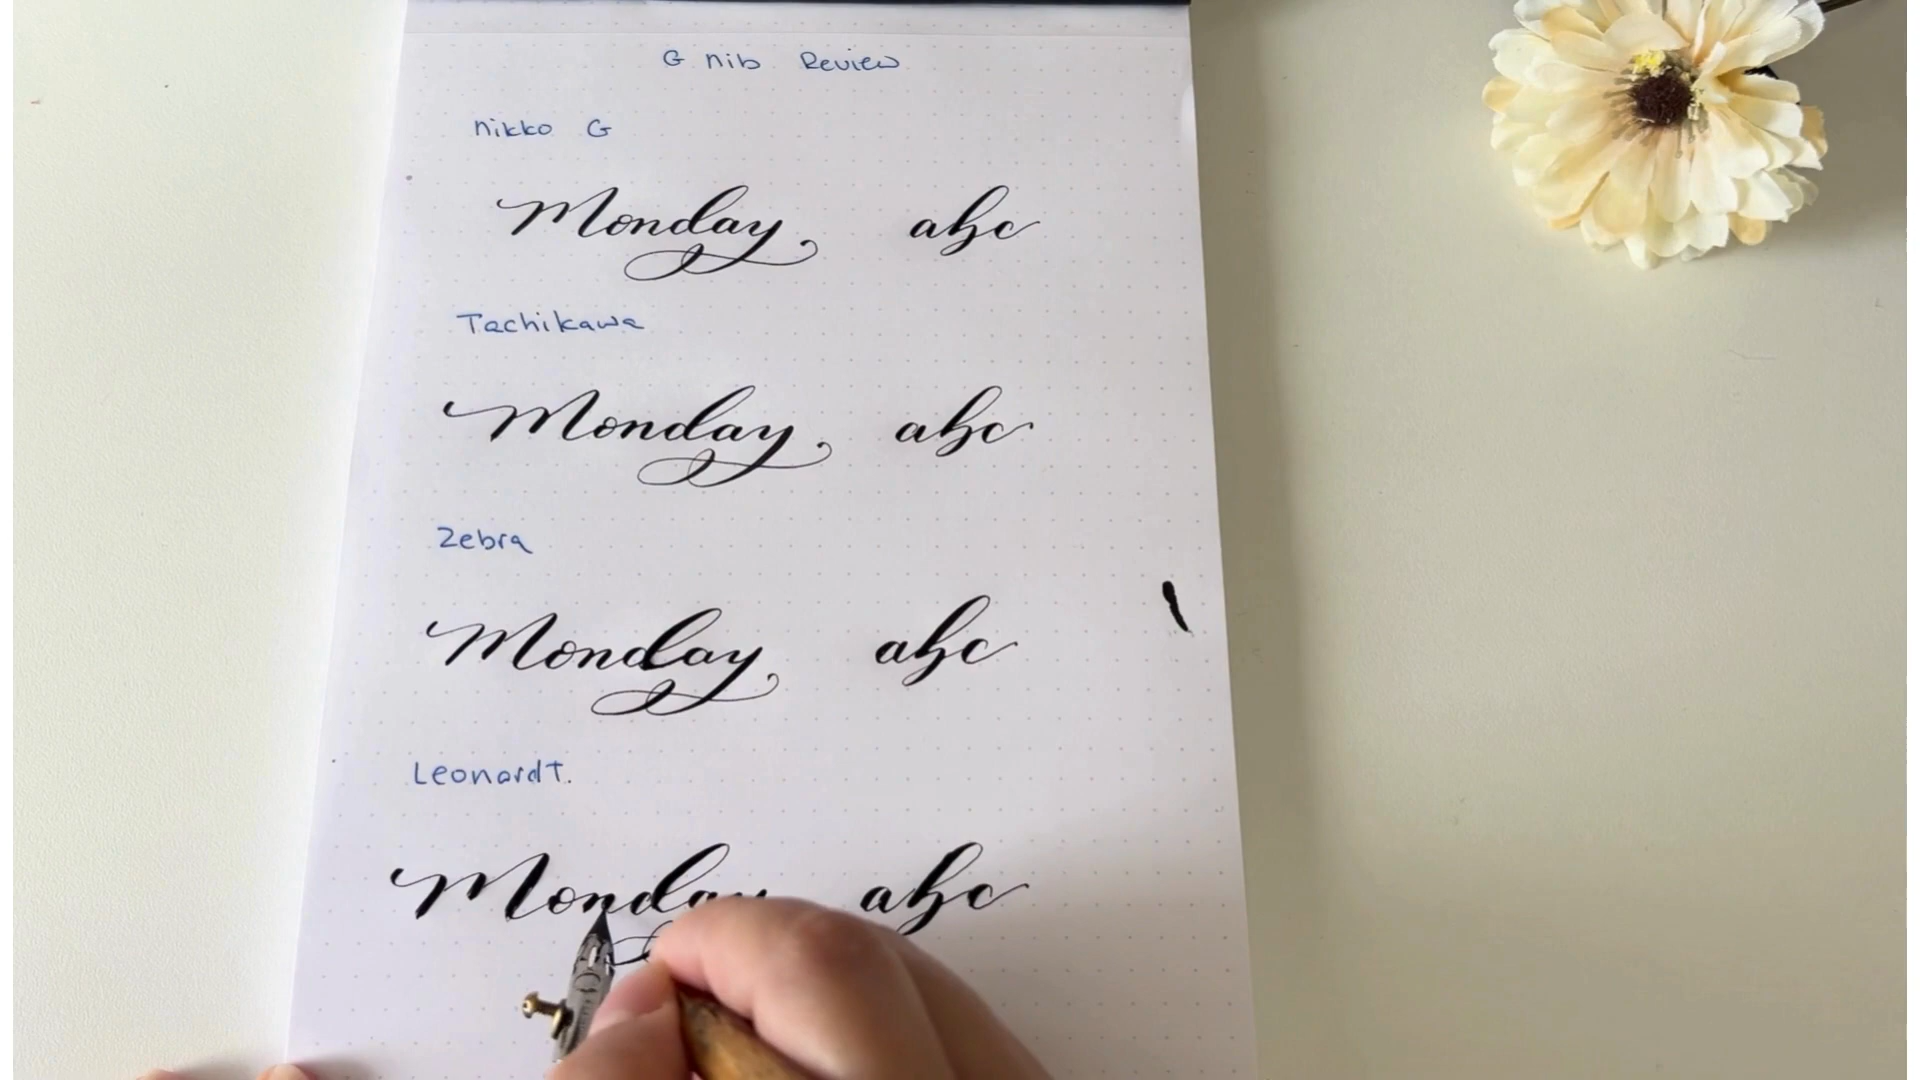 G nib Review
nikko G
Monday abc
Tachikawa
Monday abc
Zebra
Monday abc
Leonardt.
Monday abc